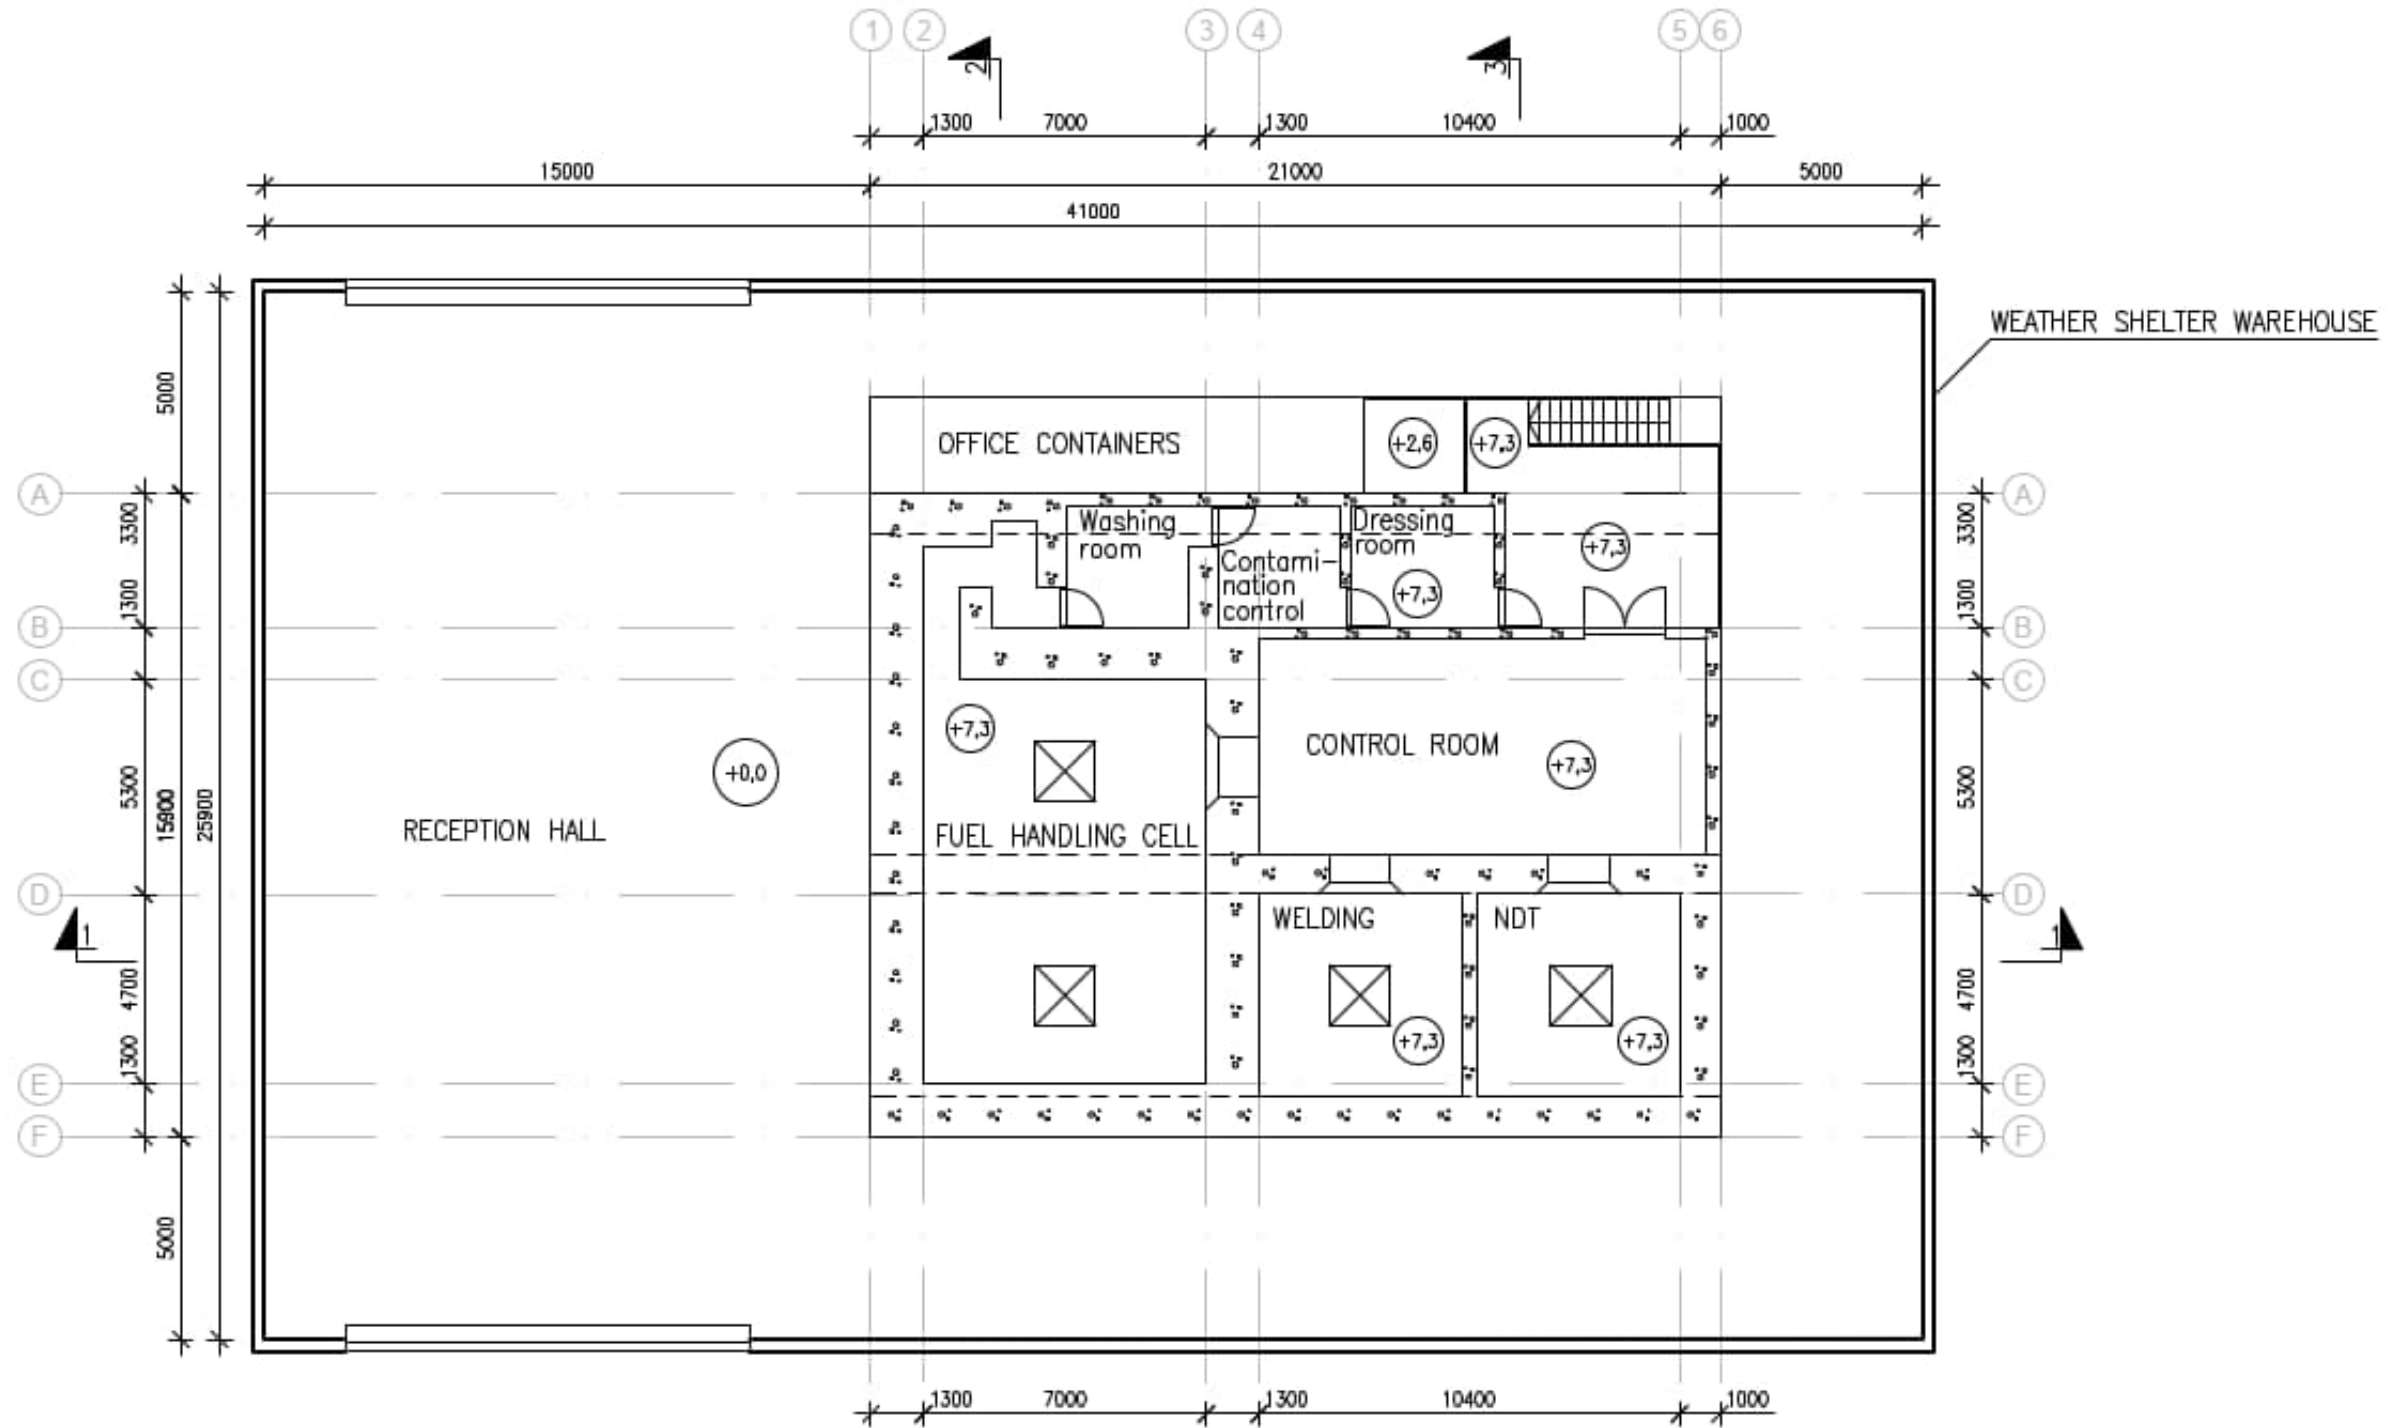 1 2 3 4 5 6
2 3
1300 7000 1300 10400 1000
15000 21000 5000
41000
WEATHER SHELTER WAREHOUSE
5000
OFFICE CONTAINERS +2,6 +7,3
A A
3300 3300
Washing
room
Contami-
nation
control
Dressing
room
+7,3
+7,3
1300 1300
B B
C C
+7,3
CONTROL ROOM +7,3
+0,0
5300 15900 25900 5300
RECEPTION HALL
FUEL HANDLING CELL
D D
WELDING NDT
1 1
4700 4700
+7,3 +7,3
1300 1300
E E
F F
5000
1300 7000 1300 10400 1000